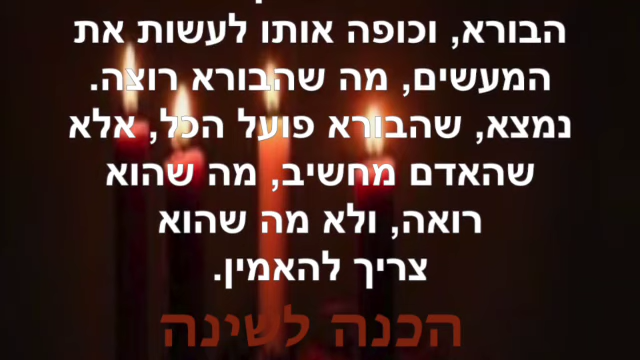 הבורא, וכופה אותו לעשות את
המעשים, מה שהבורא רוצה.
נמצא, שהבורא פועל הכל, אלא
שהאדם מחשיב, מה שהוא
רואה, ולא מה שהוא
צריך להאמין.
הכנה לשינה